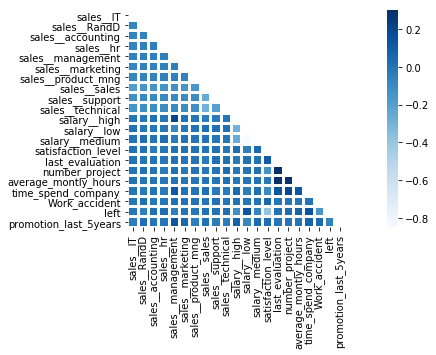 sales__IT
sales__RandD
sales__accounting
sales__hr
sales__management
sales__marketing
sales__product_mng
sales__sales
sales__support
sales__technical
salary__high
salary__low
salary__medium
satisfaction_level
last_evaluation
number_project
average_montly_hours
time_spend_company
Work_accident
left
promotion_last_5years
sales__IT
sales__RandD
sales__accounting
sales__hr
sales__management
sales__marketing
sales__product_mng
sales__sales
sales__support
sales__technical
salary__high
salary__low
salary__medium
satisfaction_level
last_evaluation
number_project
average_montly_hours
time_spend_company
Work_accident
left
promotion_last_5years
0.2
0.0
−0.2
−0.4
−0.6
−0.8